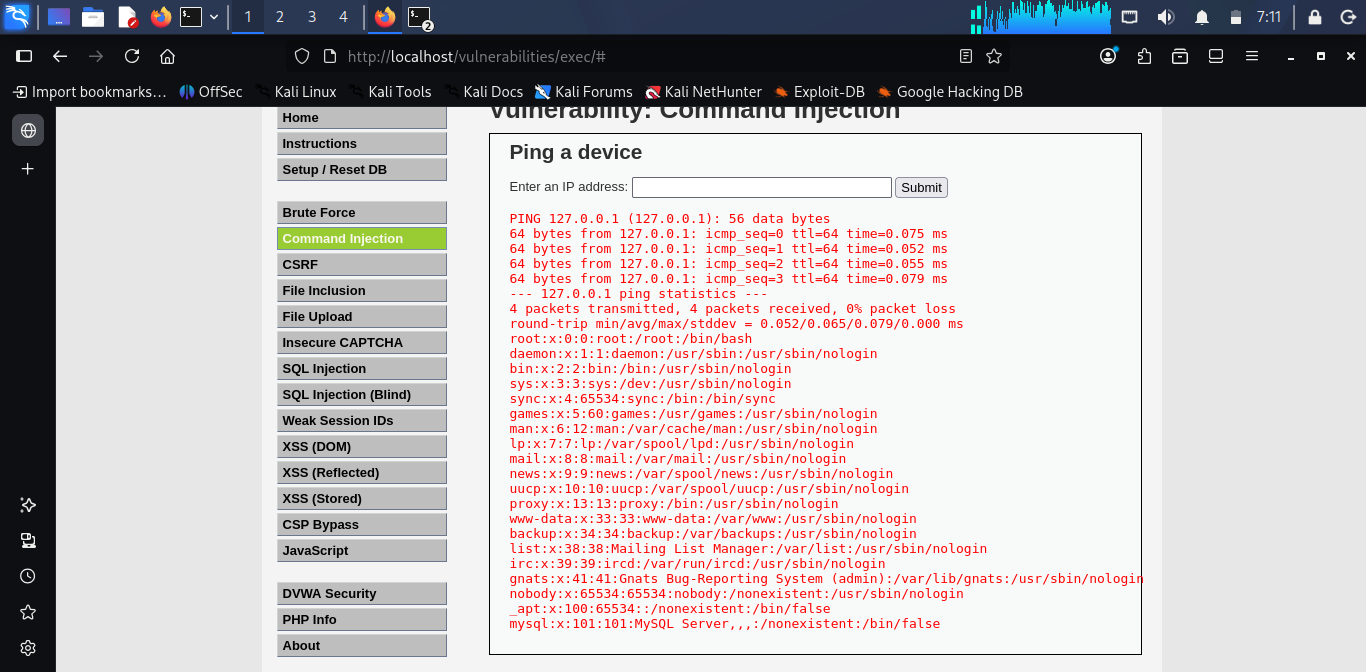 1 2 3 4 2 7:11
http://localhost/vulnerabilities/exec/#
Import bookmarks… OffSec Kali Linux Kali Tools Kali Docs Kali Forums Kali NetHunter Exploit-DB Google Hacking DB
Home
Instructions
Setup / Reset DB
Brute Force
Command Injection
CSRF
File Inclusion
File Upload
Insecure CAPTCHA
SQL Injection
SQL Injection (Blind)
Weak Session IDs
XSS (DOM)
XSS (Reflected)
XSS (Stored)
CSP Bypass
JavaScript
DVWA Security
PHP Info
About
Vulnerability: Command Injection
Ping a device
Enter an IP address: Submit
PING 127.0.0.1 (127.0.0.1): 56 data bytes
64 bytes from 127.0.0.1: icmp_seq=0 ttl=64 time=0.075 ms
64 bytes from 127.0.0.1: icmp_seq=1 ttl=64 time=0.052 ms
64 bytes from 127.0.0.1: icmp_seq=2 ttl=64 time=0.055 ms
64 bytes from 127.0.0.1: icmp_seq=3 ttl=64 time=0.079 ms
--- 127.0.0.1 ping statistics ---
4 packets transmitted, 4 packets received, 0% packet loss
round-trip min/avg/max/stddev = 0.052/0.065/0.079/0.000 ms
root:x:0:0:root:/root:/bin/bash
daemon:x:1:1:daemon:/usr/sbin:/usr/sbin/nologin
bin:x:2:2:bin:/bin:/usr/sbin/nologin
sys:x:3:3:sys:/dev:/usr/sbin/nologin
sync:x:4:65534:sync:/bin:/bin/sync
games:x:5:60:games:/usr/games:/usr/sbin/nologin
man:x:6:12:man:/var/cache/man:/usr/sbin/nologin
lp:x:7:7:lp:/var/spool/lpd:/usr/sbin/nologin
mail:x:8:8:mail:/var/mail:/usr/sbin/nologin
news:x:9:9:news:/var/spool/news:/usr/sbin/nologin
uucp:x:10:10:uucp:/var/spool/uucp:/usr/sbin/nologin
proxy:x:13:13:proxy:/bin:/usr/sbin/nologin
www-data:x:33:33:www-data:/var/www:/usr/sbin/nologin
backup:x:34:34:backup:/var/backups:/usr/sbin/nologin
list:x:38:38:Mailing List Manager:/var/list:/usr/sbin/nologin
irc:x:39:39:ircd:/var/run/ircd:/usr/sbin/nologin
gnats:x:41:41:Gnats Bug-Reporting System (admin):/var/lib/gnats:/usr/sbin/nologin
nobody:x:65534:65534:nobody:/nonexistent:/usr/sbin/nologin
_apt:x:100:65534::/nonexistent:/bin/false
mysql:x:101:101:MySQL Server,,,:/nonexistent:/bin/false